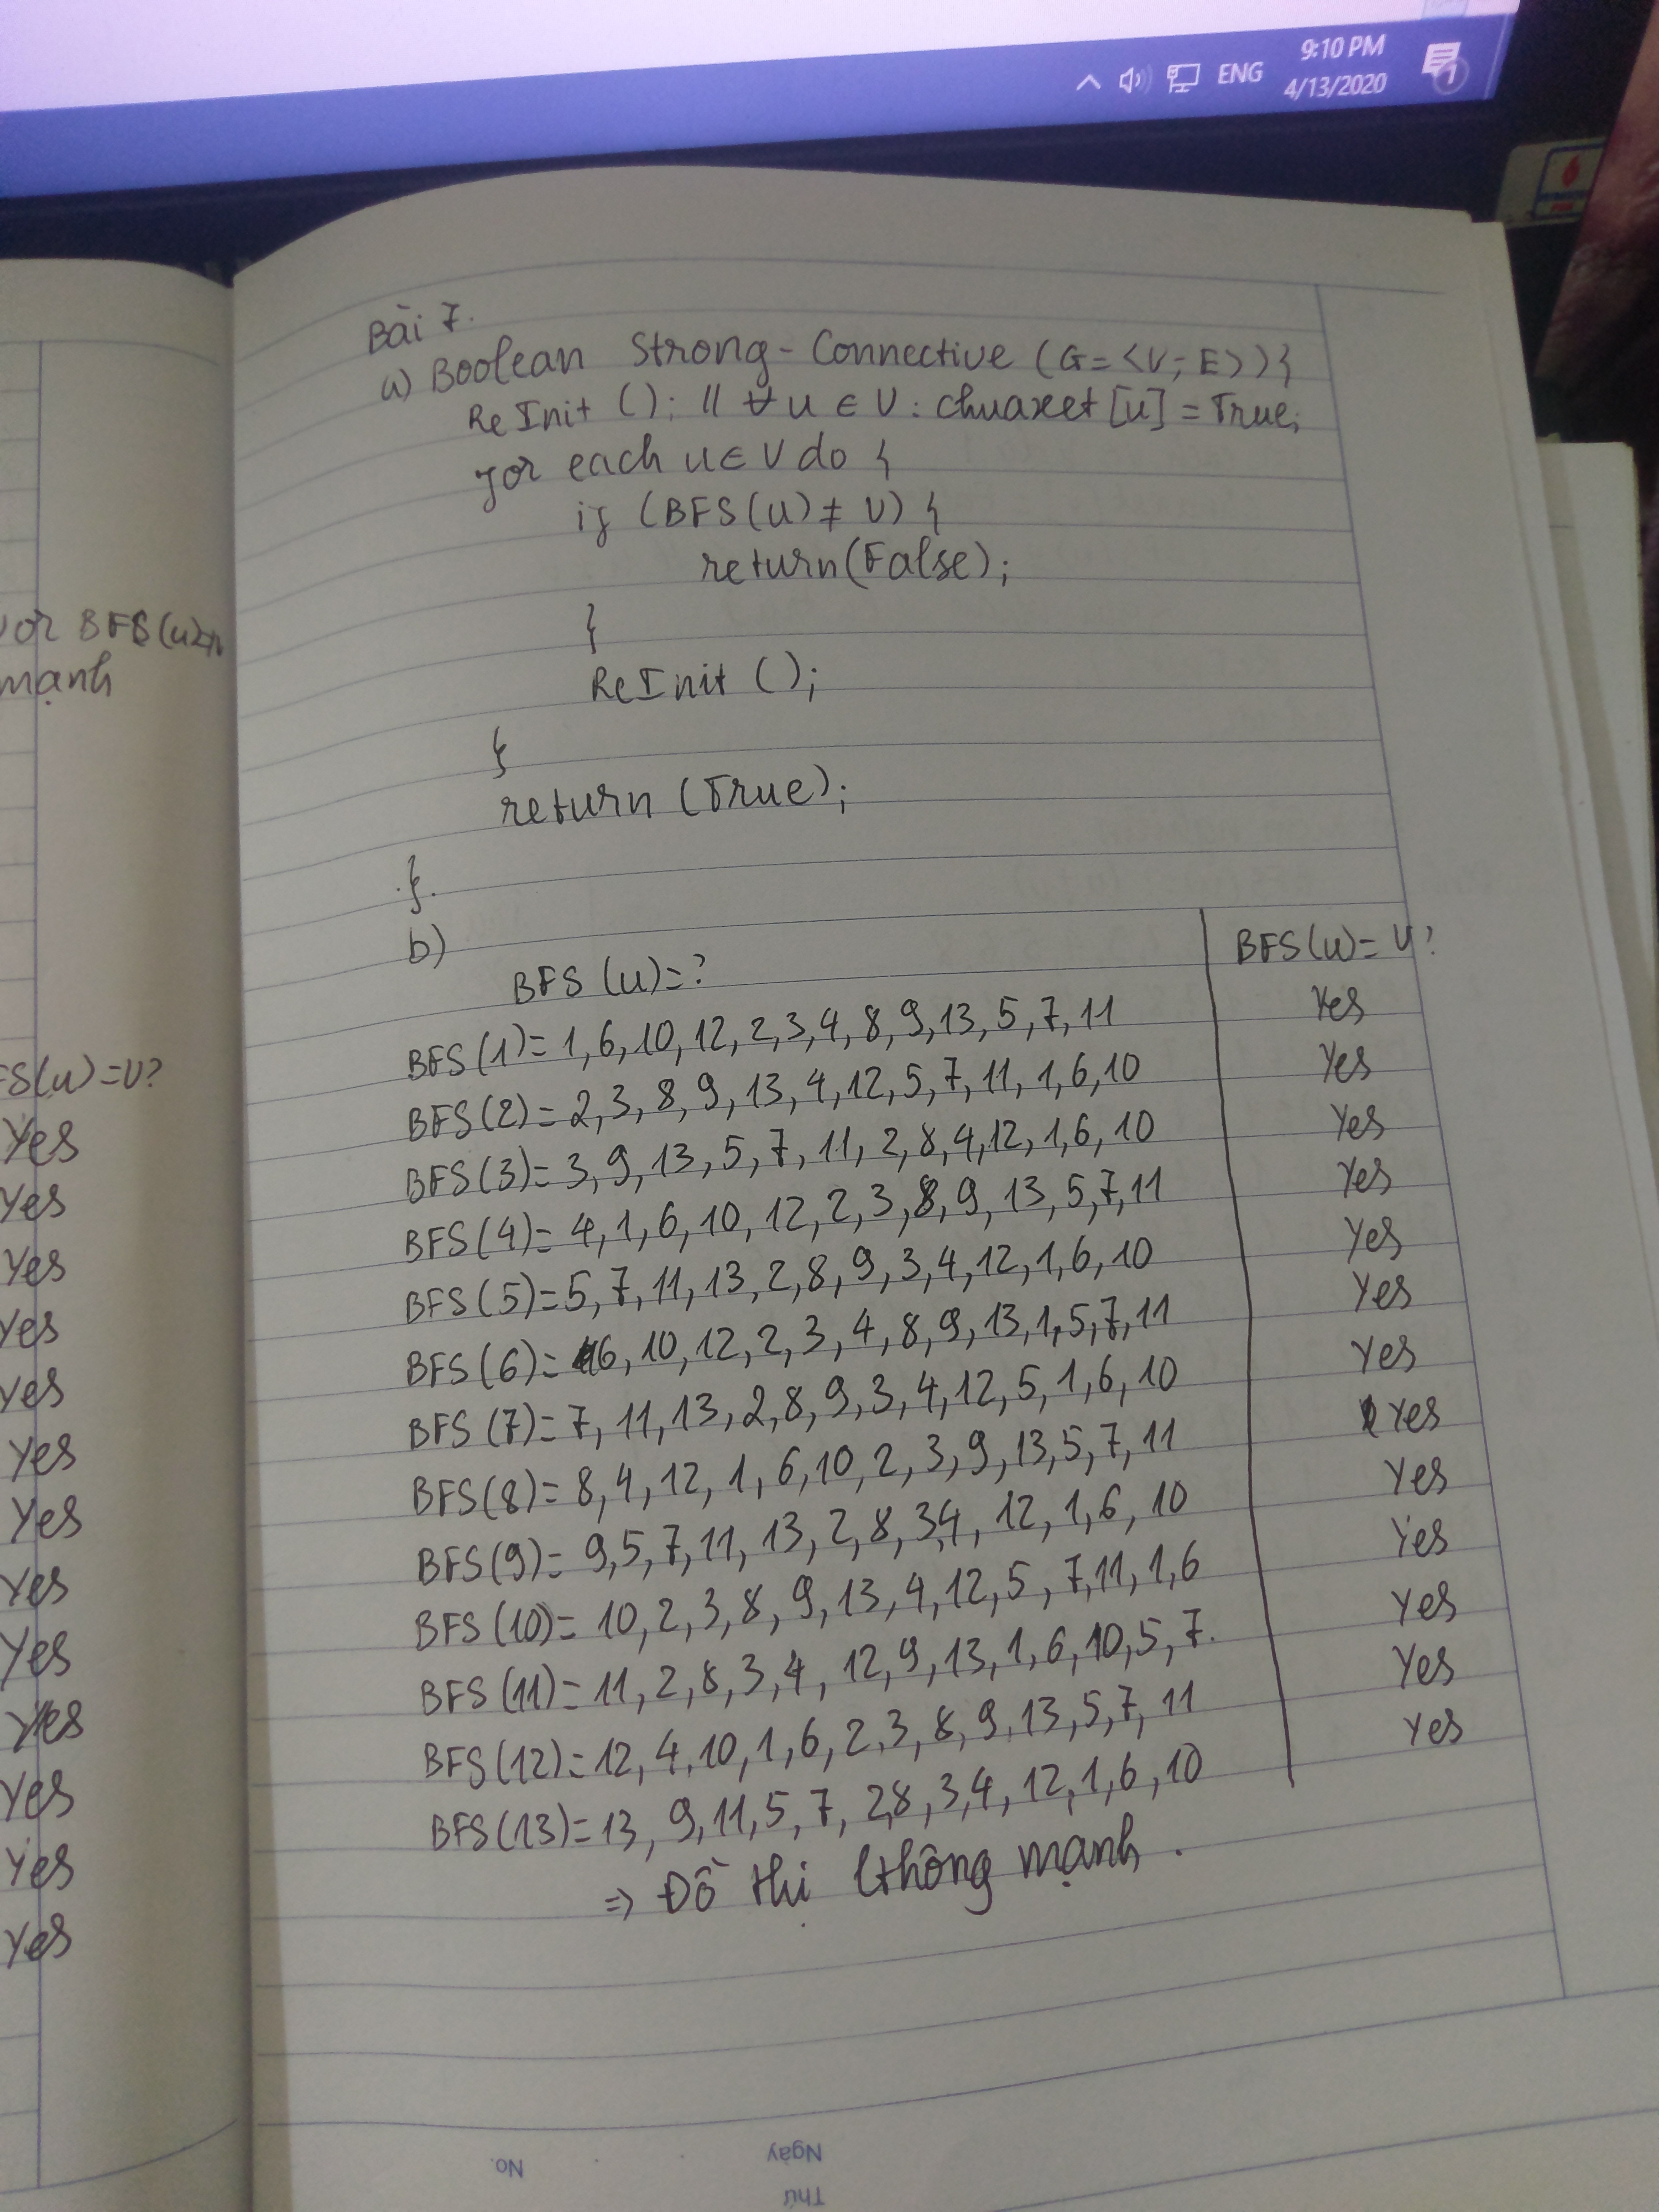 9:10 PM
ENG
4/13/2020
1
Bài 7.
a) Boolean Strong-Connective (G=<V,E>){
ReInit (); // ∀u ∈ V: chuaxet[u] = True;
for each u∈V do {
if (BFS(u) ≠ V) {
return(False);
}
ReInit ();
}
return (True);
}.
b)
BFS (u)=? BFS(u)= V?
BFS(1)= 1,6,10,12,2,3,4,8,9,13,5,7,11 Yes
BFS(2)= 2,3,8,9,13,4,12,5,7,11,1,6,10 Yes
BFS(3)= 3,9,13,5,7,11,2,8,4,12,1,6,10 Yes
BFS(4)= 4,1,6,10,12,2,3,8,9,13,5,7,11 Yes
BFS(5)= 5,7,11,13,2,8,9,3,4,12,1,6,10 Yes
BFS(6)= 6,10,12,2,3,4,8,9,13,1,5,7,11 Yes
BFS(7)= 7,11,13,2,8,9,3,4,12,5,1,6,10 Yes
BFS(8)= 8,4,12,1,6,10,2,3,9,13,5,7,11 Yes
BFS(9)= 9,5,7,11,13,2,8,3,4,12,1,6,10 Yes
BFS(10)= 10,2,3,8,9,13,4,12,5,7,11,1,6 Yes
BFS(11)= 11,2,8,3,4,12,9,13,1,6,10,5,7. Yes
BFS(12)= 12,4,10,1,6,2,3,8,9,13,5,7,11 Yes
BFS(13)= 13,9,11,5,7,2,8,3,4,12,1,6,10 Yes
=> Đồ thị lthông mạnh.
No.
Ngày
Thứ
BFS(u)
mạnh
FS(u)=V?
Yes
Yes
Yes
Yes
Yes
Yes
Yes
Yes
Yes
Yes
Yes
Yes
Yes